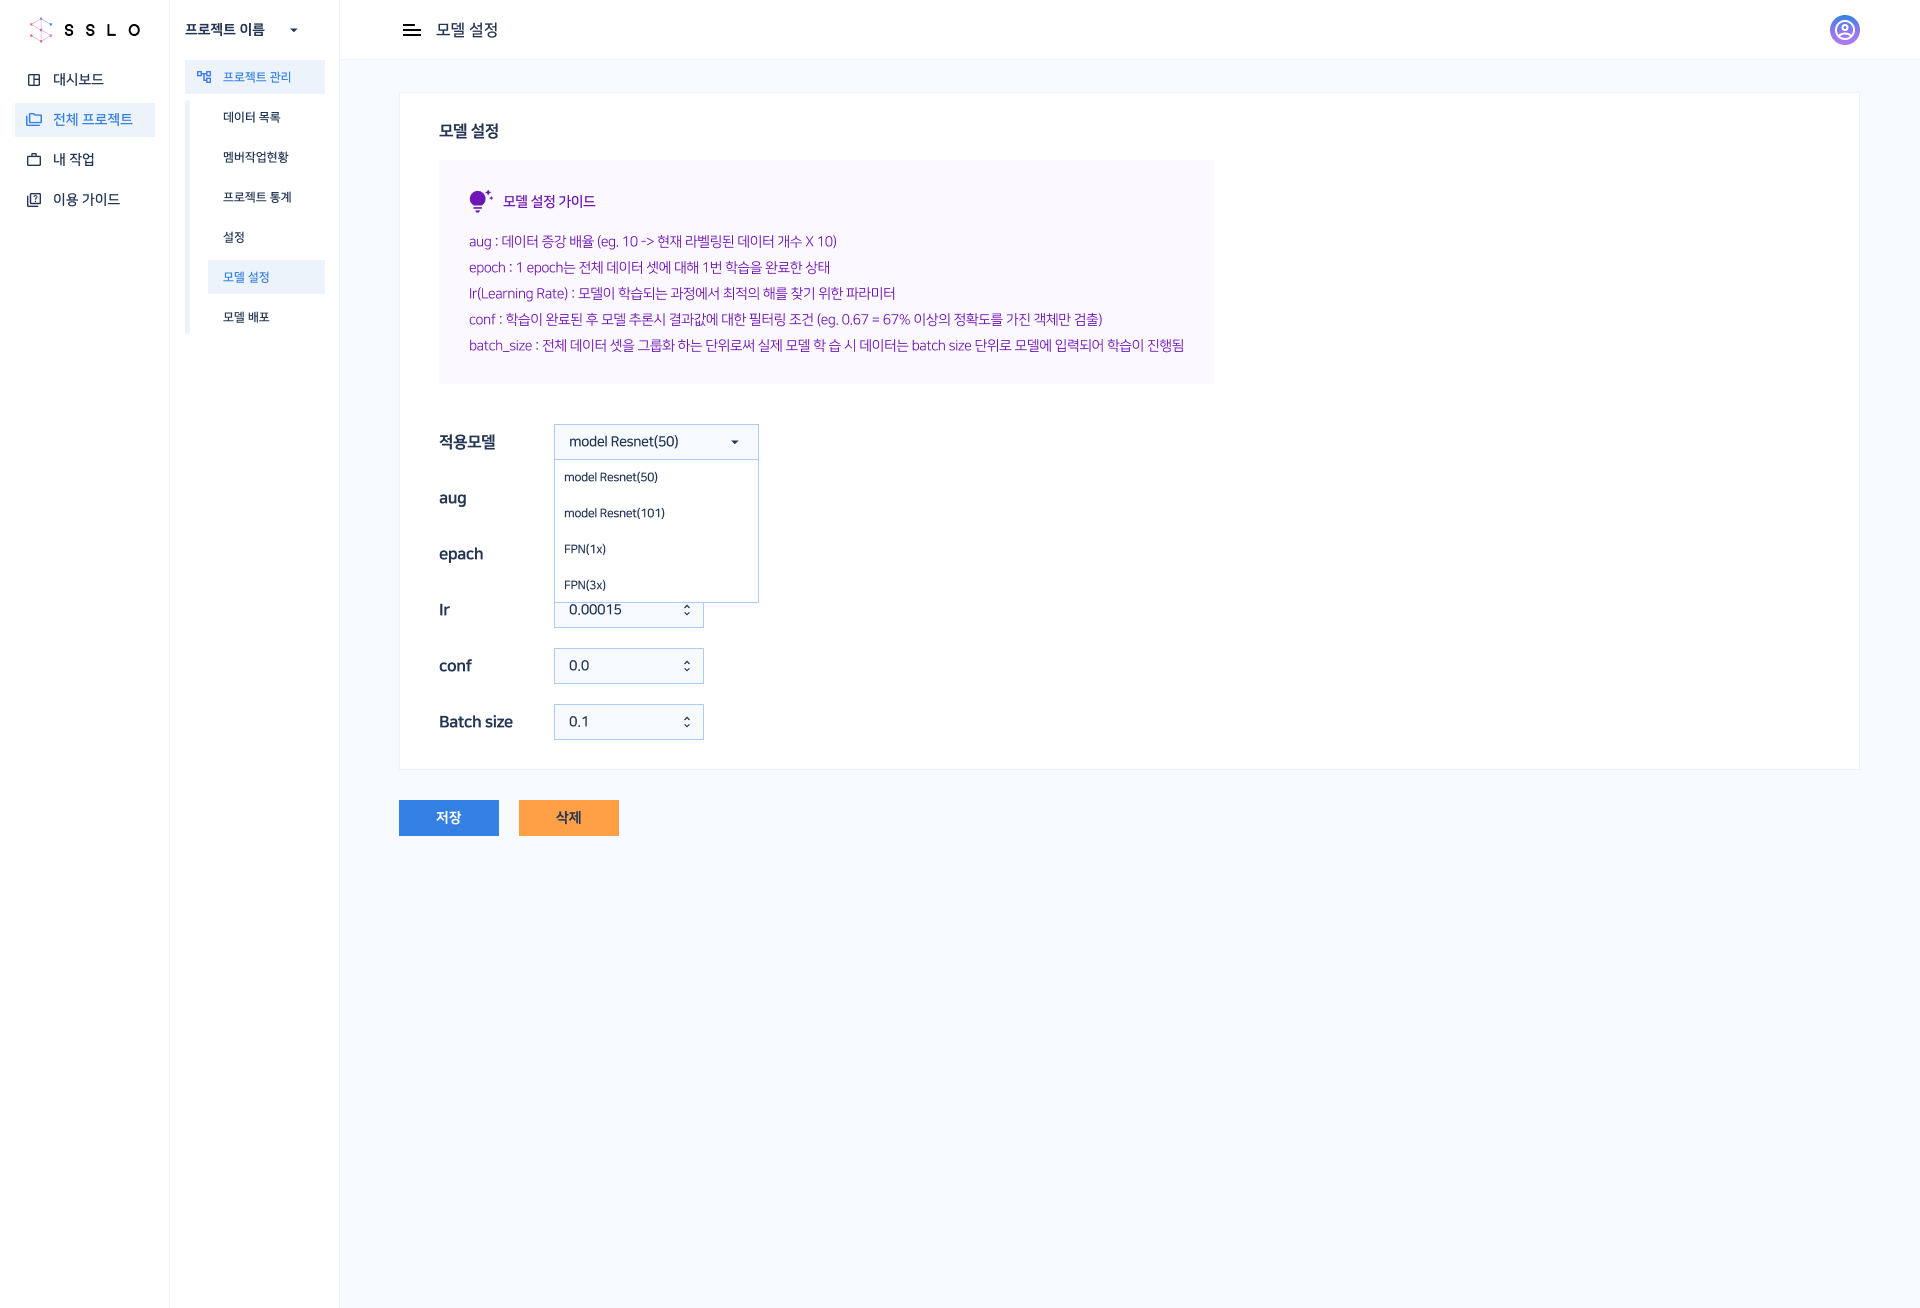 S S L O
대시보드
전체 프로젝트
내 작업
이용 가이드
프로젝트 이름
프로젝트 관리
데이터 목록
멤버작업현황
프로젝트 통계
설정
모델 설정
모델 배포
모델 설정
모델 설정
모델 설정 가이드
aug : 데이터 증강 배율 (eg. 10 -> 현재 라벨링된 데이터 개수 X 10)
epoch : 1 epoch는 전체 데이터 셋에 대해 1번 학습을 완료한 상태
lr(Learning Rate) : 모델이 학습되는 과정에서 최적의 해를 찾기 위한 파라미터
conf : 학습이 완료된 후 모델 추론시 결과값에 대한 필터링 조건 (eg. 0.67 = 67% 이상의 정확도를 가진 객체만 검출)
batch_size : 전체 데이터 셋을 그룹화 하는 단위로써 실제 모델 학 습 시 데이터는 batch size 단위로 모델에 입력되어 학습이 진행됨
적용모델 model Resnet(50)
model Resnet(50)
aug
model Resnet(101)
epach
FPN(1x)
FPN(3x)
lr 0.00015
conf 0.0
Batch size 0.1
저장 삭제